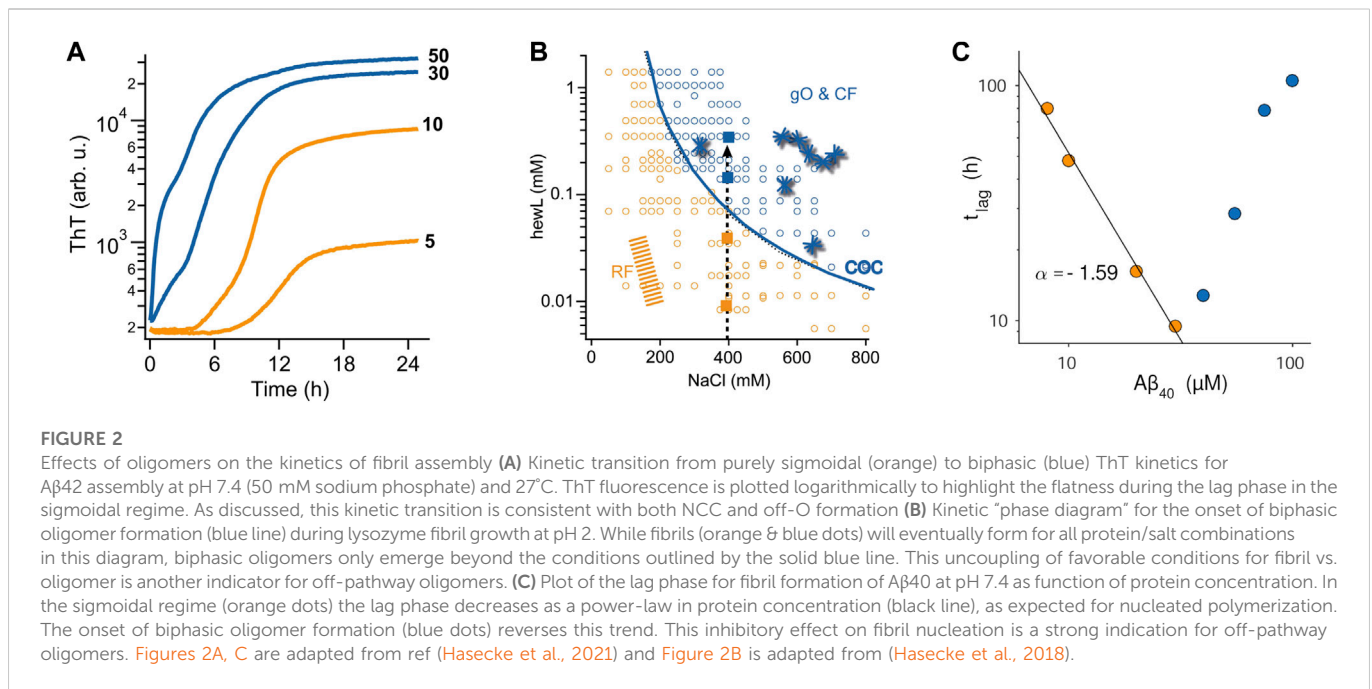 A
50
30
10
5
2
10⁴
8
6
4
2
10³
8
6
4
2
ThT (arb. u.)
0
6
12
18
24
Time (h)
B
gO & CF
RF
COC
1
0.1
0.01
hewL (mM)
0
200
400
600
800
NaCl (mM)
C
100
10
t_lag (h)
α = - 1.59
10
100
Aβ₄₀ (μM)
FIGURE 2
Effects of oligomers on the kinetics of fibril assembly (A) Kinetic transition from purely sigmoidal (orange) to biphasic (blue) ThT kinetics for
Aβ42 assembly at pH 7.4 (50 mM sodium phosphate) and 27°C. ThT fluorescence is plotted logarithmically to highlight the flatness during the lag phase in the
sigmoidal regime. As discussed, this kinetic transition is consistent with both NCC and off-O formation (B) Kinetic “phase diagram” for the onset of biphasic
oligomer formation (blue line) during lysozyme fibril growth at pH 2. While fibrils (orange & blue dots) will eventually form for all protein/salt combinations
in this diagram, biphasic oligomers only emerge beyond the conditions outlined by the solid blue line. This uncoupling of favorable conditions for fibril vs.
oligomer is another indicator for off-pathway oligomers. (C) Plot of the lag phase for fibril formation of Aβ40 at pH 7.4 as function of protein concentration. In
the sigmoidal regime (orange dots) the lag phase decreases as a power-law in protein concentration (black line), as expected for nucleated polymerization.
The onset of biphasic oligomer formation (blue dots) reverses this trend. This inhibitory effect on fibril nucleation is a strong indication for off-pathway
oligomers. Figures 2A, C are adapted from ref (Hasecke et al., 2021) and Figure 2B is adapted from (Hasecke et al., 2018).